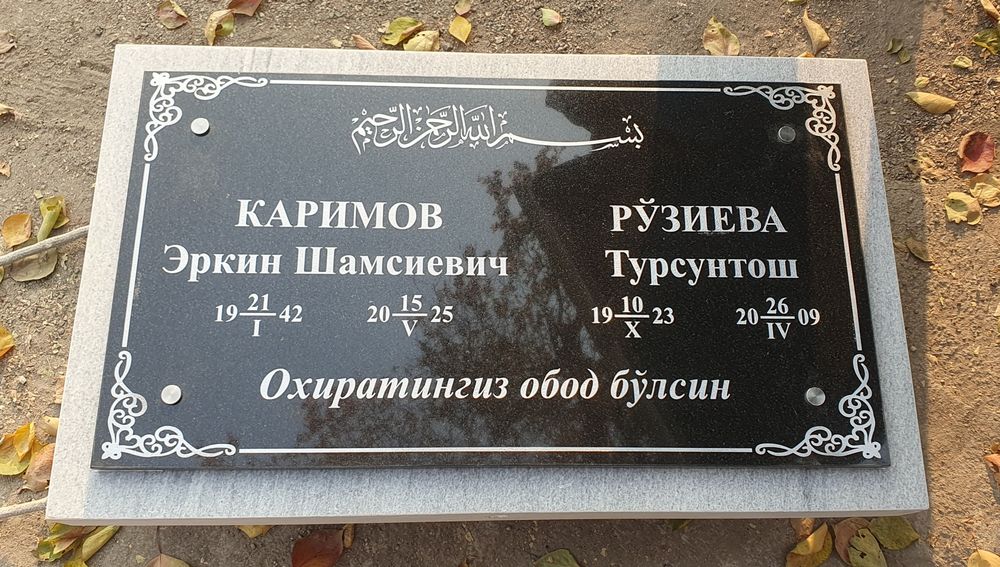 بسم الله الرحمن الرحيم
КАРИМОВ
Эркин Шамсиевич
19 21/I 42 20 15/V 25
РЎЗИЕВА
Турсунтош
19 10/X 23 20 26/IV 09
Охиратингиз обод бўлсин